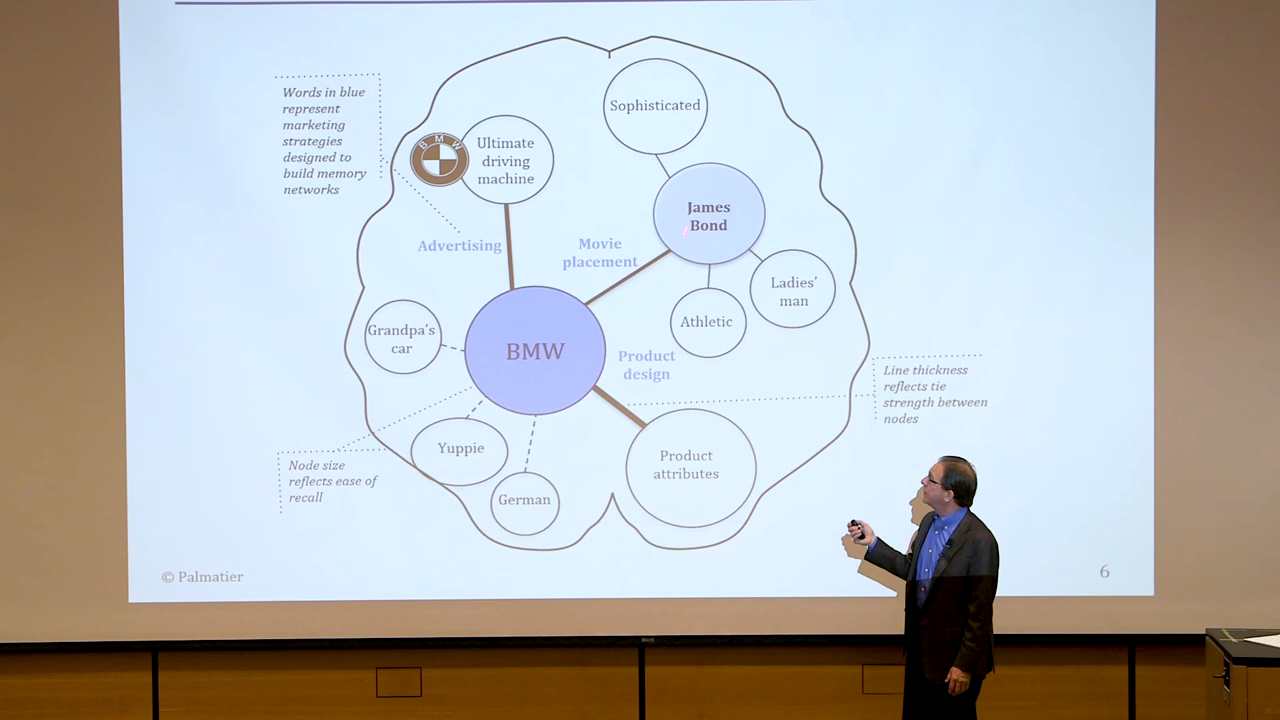 Words in blue
represent
marketing
strategies
designed to
build memory
networks
BMW
Ultimate
driving
machine
Sophisticated
James
Bond
Advertising
Movie
placement
Ladies'
man
Athletic
Grandpa's
car
BMW
Product
design
Line thickness
reflects tie
strength between
nodes
Yuppie
Product
attributes
Node size
reflects ease of
recall
German
© Palmatier
6